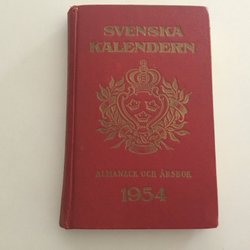 SVENSKA
KALENDERN
ALMANACK OCH ÅRSBOK
1954